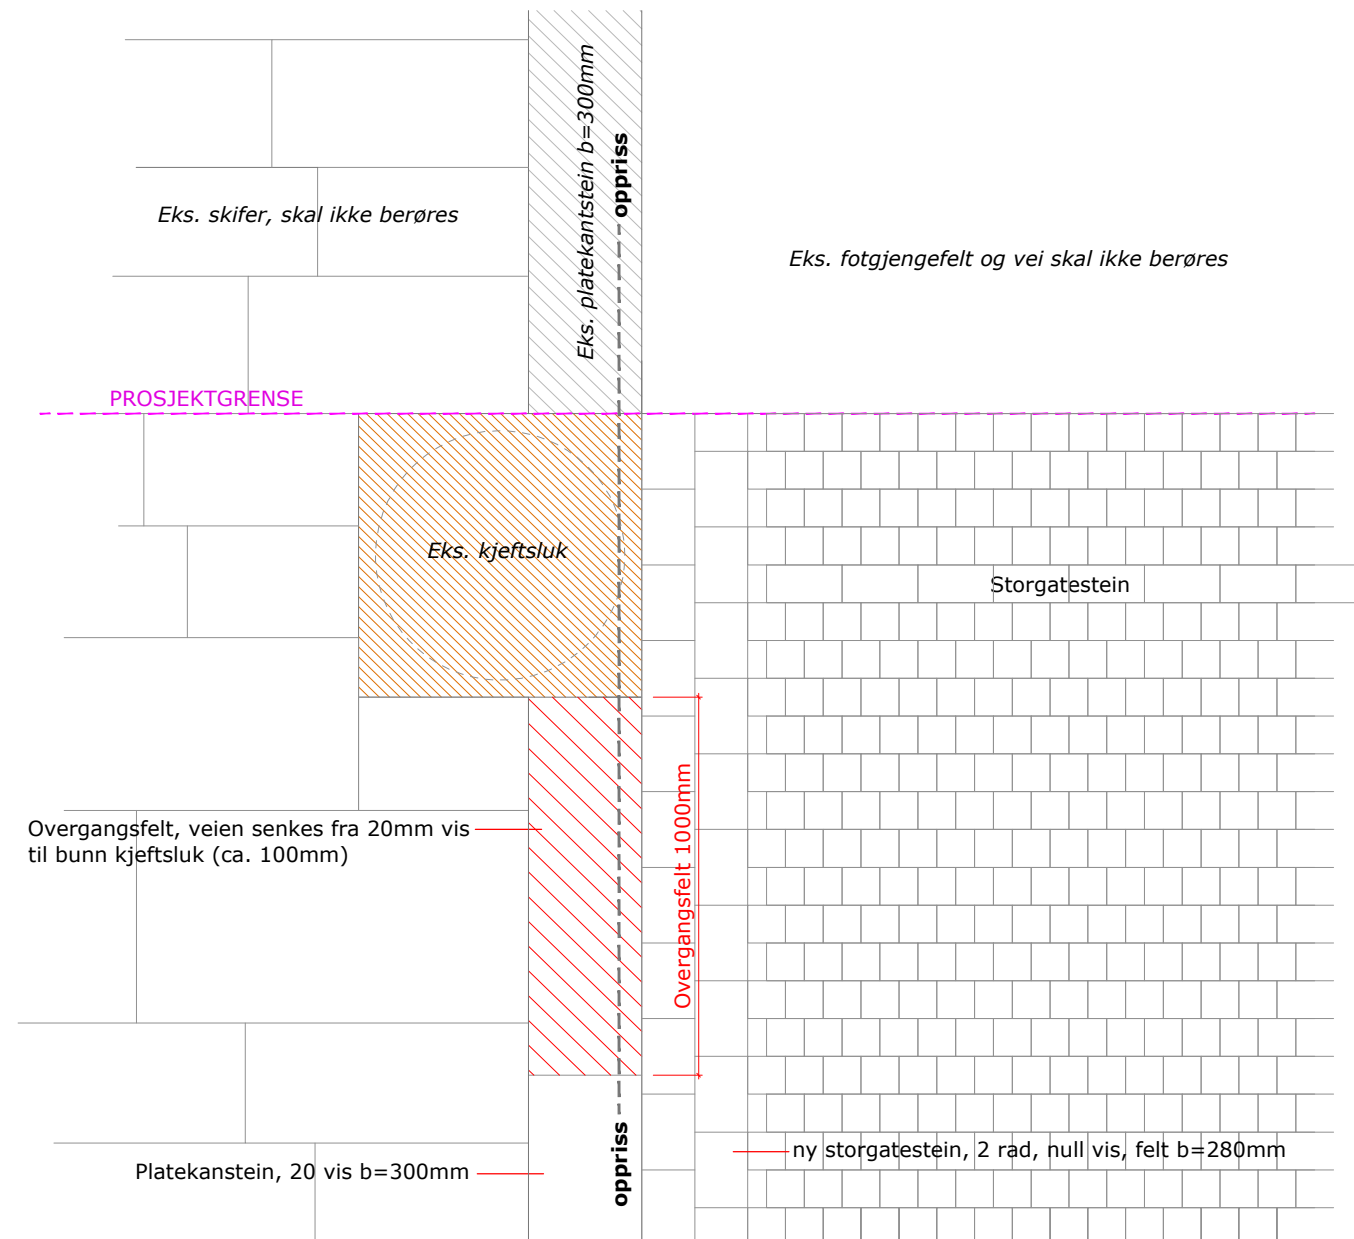 Eks. platekantstein b=300mm
oppriss
Eks. skifer, skal ikke berøres
Eks. fotgjengefelt og vei skal ikke berøres
PROSJEKTGRENSE
Eks. kjeftsluk
Storgatestein
Overgangsfelt, veien senkes fra 20mm vis
til bunn kjeftsluk (ca. 100mm)
Overgangsfelt 1000mm
oppriss
ny storgatestein, 2 rad, null vis, felt b=280mm
Platekanstein, 20 vis b=300mm